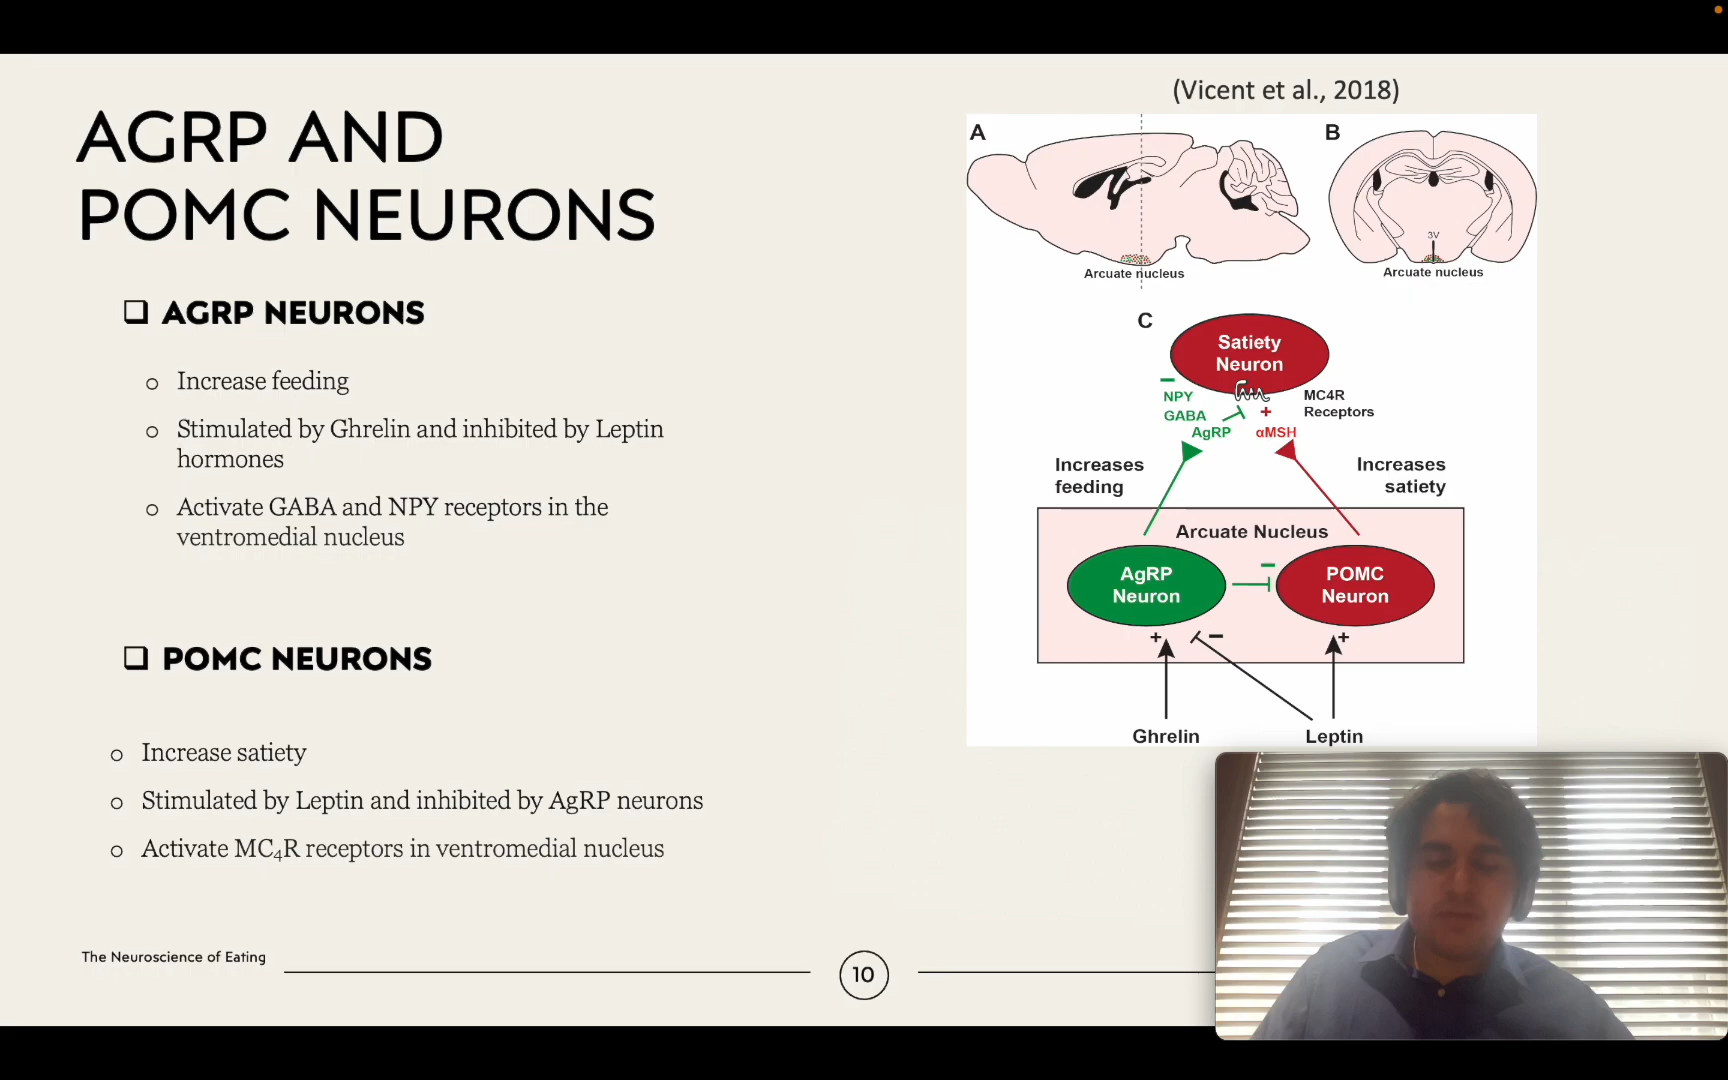 AGRP AND
POMC NEURONS
❑ AGRP NEURONS
o Increase feeding
o Stimulated by Ghrelin and inhibited by Leptin
hormones
o Activate GABA and NPY receptors in the
ventromedial nucleus
❑ POMC NEURONS
o Increase satiety
o Stimulated by Leptin and inhibited by AgRP neurons
o Activate MC₄R receptors in ventromedial nucleus
(Vicent et al., 2018)
A
B
3V
Arcuate nucleus
Arcuate nucleus
C
Satiety
Neuron
−
NPY
GABA
AgRP
+
αMSH
MC4R
Receptors
Increases
feeding
Increases
satiety
Arcuate Nucleus
AgRP
Neuron
−
POMC
Neuron
+
−
+
Ghrelin
Leptin
The Neuroscience of Eating
10